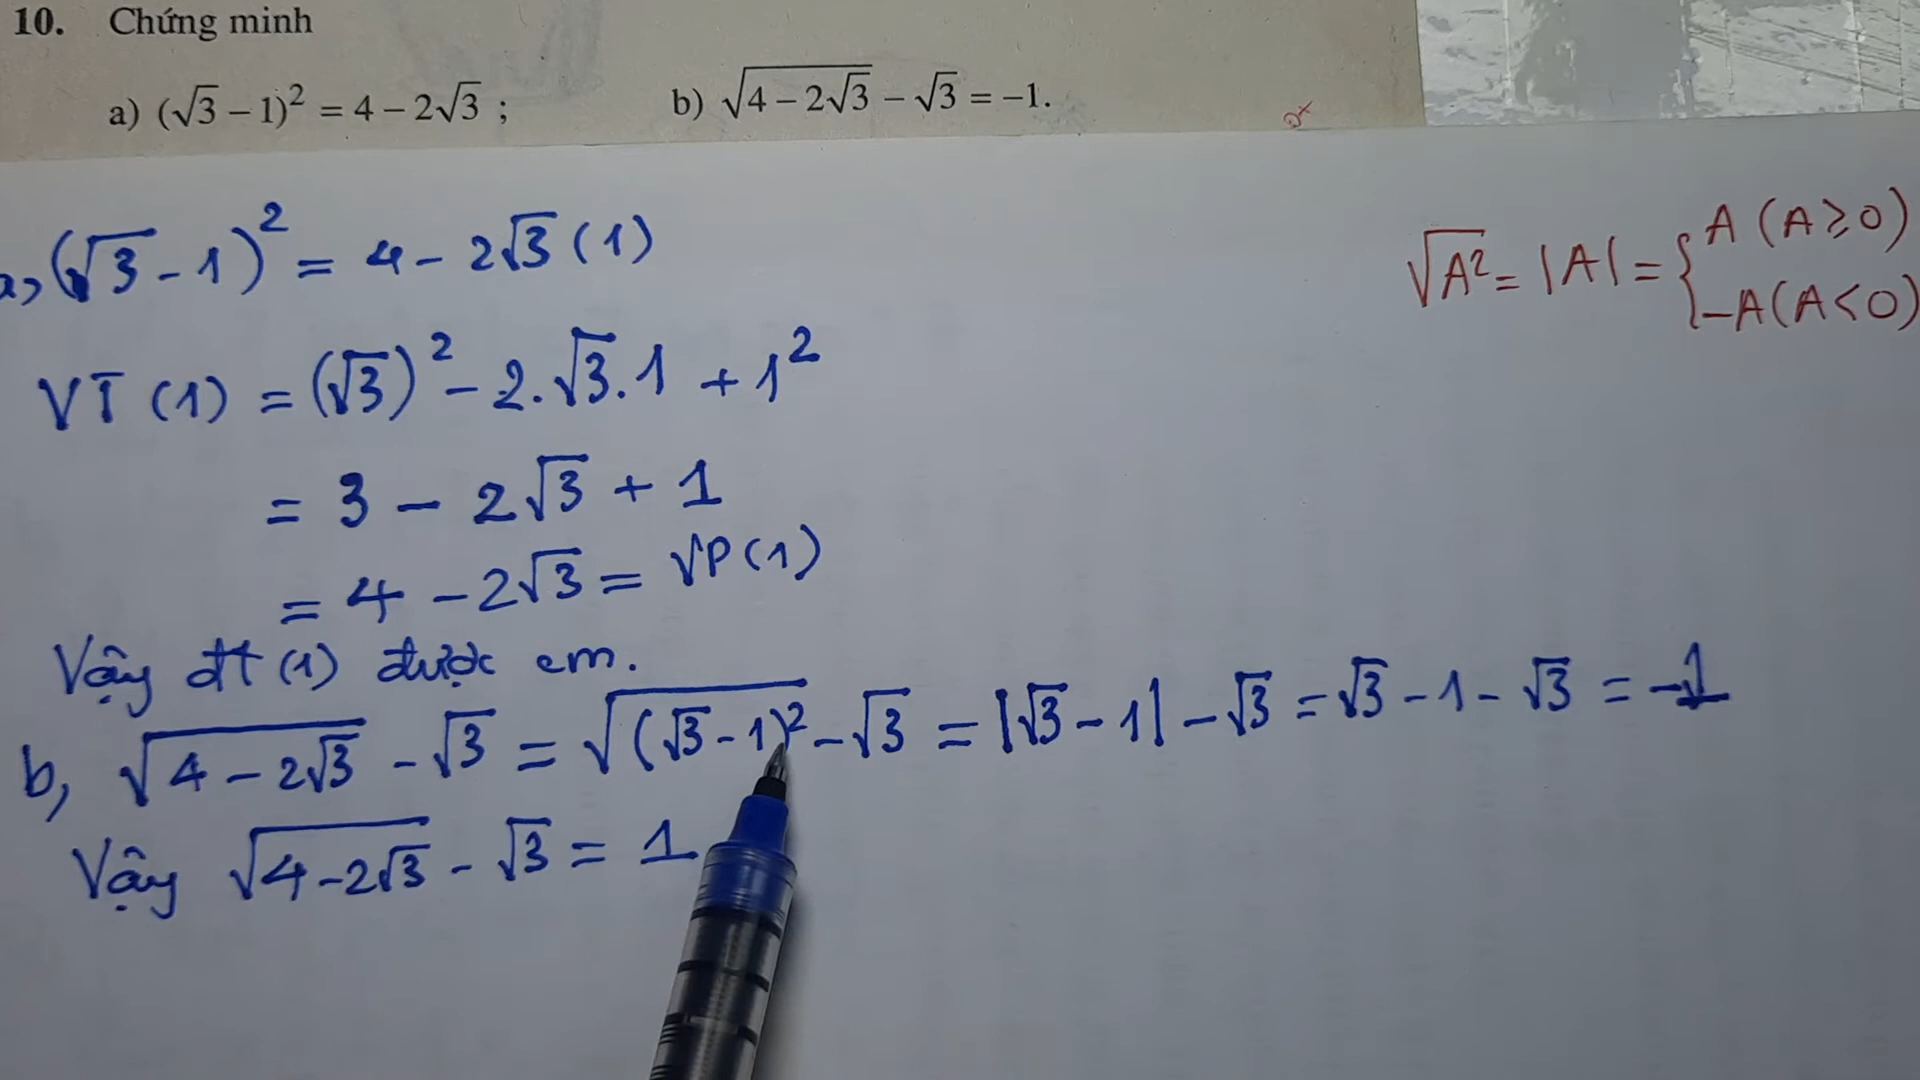 10. Chứng minh
a) (√3 − 1)² = 4 − 2√3 ; b) √(4 − 2√3) − √3 = −1.
a, (√3 - 1)² = 4 - 2√3 (1)
√A² = |A| = { A (A ≥ 0)
-A (A < 0)
VT (1) = (√3)² - 2.√3.1 + 1²
= 3 - 2√3 + 1
= 4 - 2√3 = VP (1)
Vậy đt (1) được cm.
b, √(4 - 2√3) - √3 = √((√3 - 1)²) - √3 = |√3 - 1| - √3 = √3 - 1 - √3 = -1
Vậy √(4 - 2√3) - √3 = 1